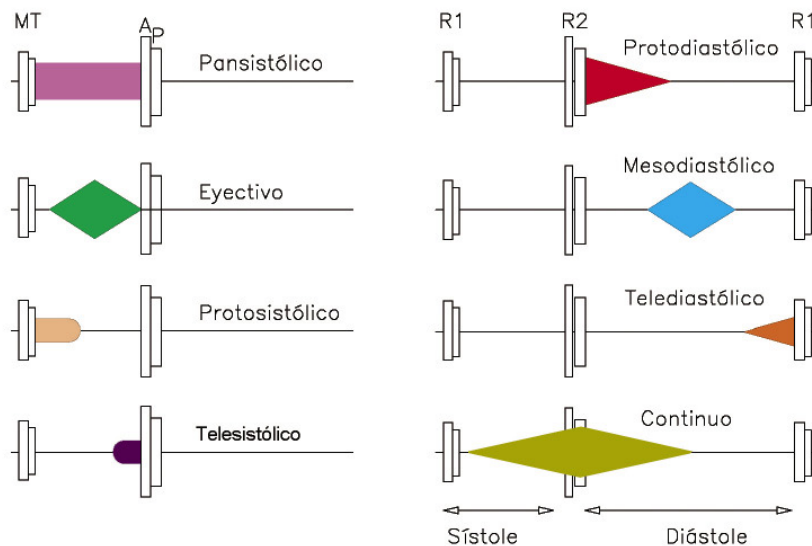 MT
A
P
Pansistólico
Eyectivo
Protosistólico
Telesistólico
R1
R2
R1
Protodiastólico
Mesodiastólico
Telediastólico
Continuo
Sístole
Diástole